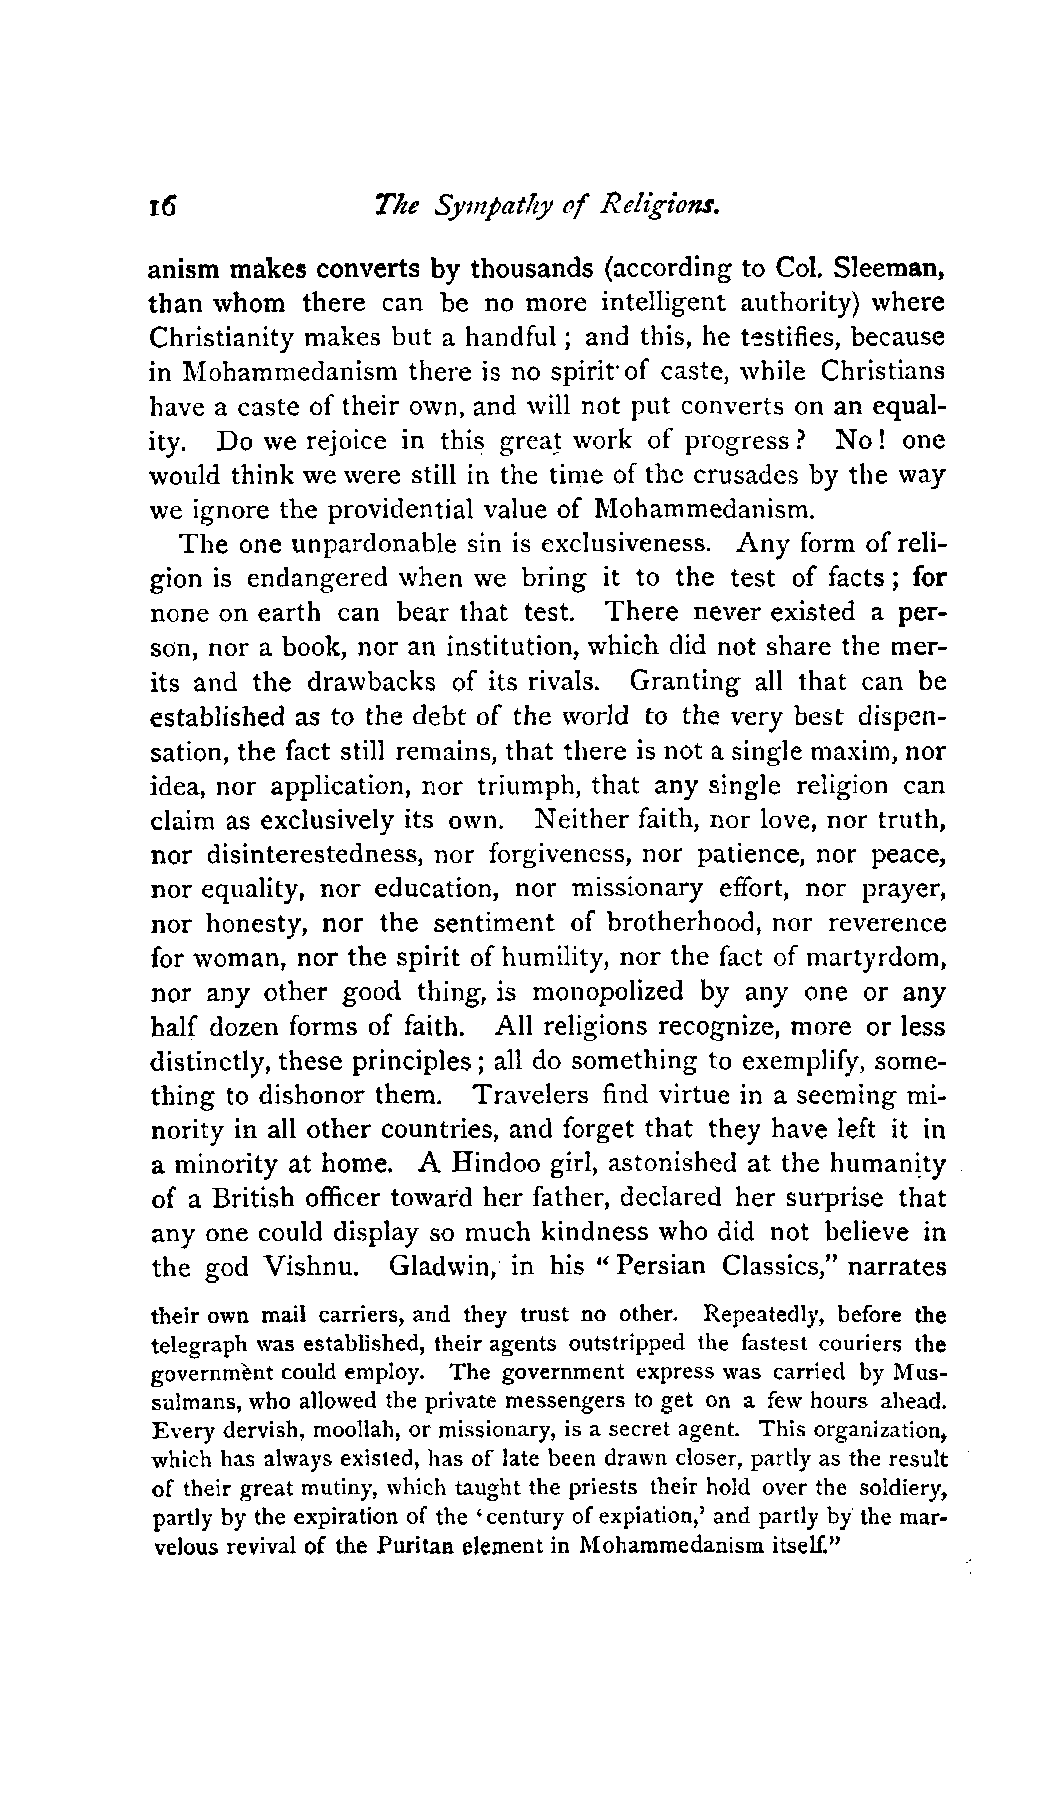 16 The Sympathy of Religions.
anism makes converts by thousands (according to Col. Sleeman,
than whom there can be no more intelligent authority) where
Christianity makes but a handful ; and this, he testifies, because
in Mohammedanism there is no spirit of caste, while Christians
have a caste of their own, and will not put converts on an equal-
ity. Do we rejoice in this great work of progress ? No ! one
would think we were still in the time of the crusades by the way
we ignore the providential value of Mohammedanism.
The one unpardonable sin is exclusiveness. Any form of reli-
gion is endangered when we bring it to the test of facts ; for
none on earth can bear that test. There never existed a per-
son, nor a book, nor an institution, which did not share the mer-
its and the drawbacks of its rivals. Granting all that can be
established as to the debt of the world to the very best dispen-
sation, the fact still remains, that there is not a single maxim, nor
idea, nor application, nor triumph, that any single religion can
claim as exclusively its own. Neither faith, nor love, nor truth,
nor disinterestedness, nor forgiveness, nor patience, nor peace,
nor equality, nor education, nor missionary effort, nor prayer,
nor honesty, nor the sentiment of brotherhood, nor reverence
for woman, nor the spirit of humility, nor the fact of martyrdom,
nor any other good thing, is monopolized by any one or any
half dozen forms of faith. All religions recognize, more or less
distinctly, these principles ; all do something to exemplify, some-
thing to dishonor them. Travelers find virtue in a seeming mi-
nority in all other countries, and forget that they have left it in
a minority at home. A Hindoo girl, astonished at the humanity
of a British officer toward her father, declared her surprise that
any one could display so much kindness who did not believe in
the god Vishnu. Gladwin, in his “ Persian Classics,” narrates
their own mail carriers, and they trust no other. Repeatedly, before the
telegraph was established, their agents outstripped the fastest couriers the
government could employ. The government express was carried by Mus-
sulmans, who allowed the private messengers to get on a few hours ahead.
Every dervish, moollah, or missionary, is a secret agent. This organization,
which has always existed, has of late been drawn closer, partly as the result
of their great mutiny, which taught the priests their hold over the soldiery,
partly by the expiration of the ‘century of expiation,’ and partly by the mar-
velous revival of the Puritan element in Mohammedanism itself.”